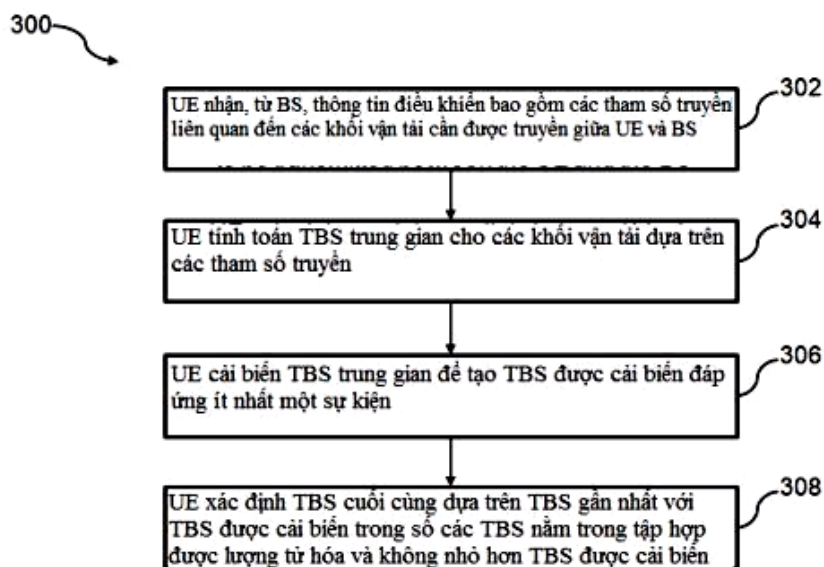 300
302
UE nhận, từ BS, thông tin điều khiển bao gồm các tham số truyền
liên quan đến các khối vận tải cần được truyền giữa UE và BS
304
UE tính toán TBS trung gian cho các khối vận tải dựa trên
các tham số truyền
306
UE cải biến TBS trung gian để tạo TBS được cải biến đáp
ứng ít nhất một sự kiện
308
UE xác định TBS cuối cùng dựa trên TBS gần nhất với
TBS được cải biến trong số các TBS nằm trong tập hợp
được lượng tử hóa và không nhỏ hơn TBS được cải biến